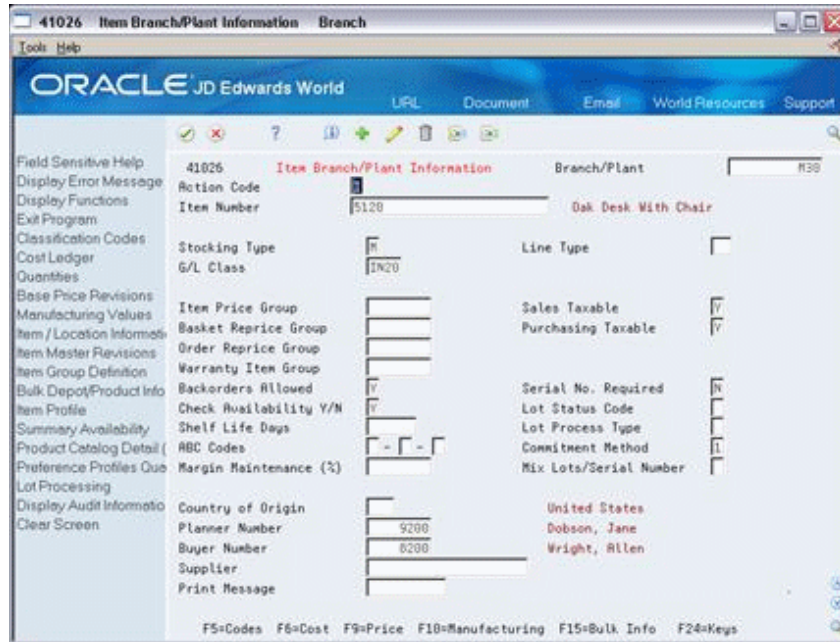 41026 Item Branch/Plant Information Branch
Tools Help
ORACLE JD Edwards World
URL Document Email World Resources Support
Field Sensitive Help
Display Error Message
Display Functions
Exit Program
Classification Codes
Cost Ledger
Quantities
Base Price Revisions
Manufacturing Values
Item / Location Informati
Item Master Revisions
Item Group Definition
Bulk Depot/Product Info
Item Profile
Summary Availability
Product Catalog Detail (
Preference Profiles Que
Lot Processing
Display Audit Informatio
Clear Screen
41026 Item Branch/Plant Information Branch/Plant M30
Action Code
Item Number 5120 Oak Desk With Chair
Stocking Type M Line Type
G/L Class IN20
Item Price Group Sales Taxable Y
Basket Reprice Group Purchasing Taxable Y
Order Reprice Group
Warranty Item Group
Backorders Allowed Y Serial No. Required N
Check Availability Y/N Y Lot Status Code
Shelf Life Days Lot Process Type
ABC Codes - - Commitment Method 1
Margin Maintenance (%) Mix Lots/Serial Number
Country of Origin United States
Planner Number 9200 Dobson, Jane
Buyer Number 8200 Wright, Allen
Supplier
Print Message
F5=Codes F6=Cost F9=Price F10=Manufacturing F15=Bulk Info F24=Keys